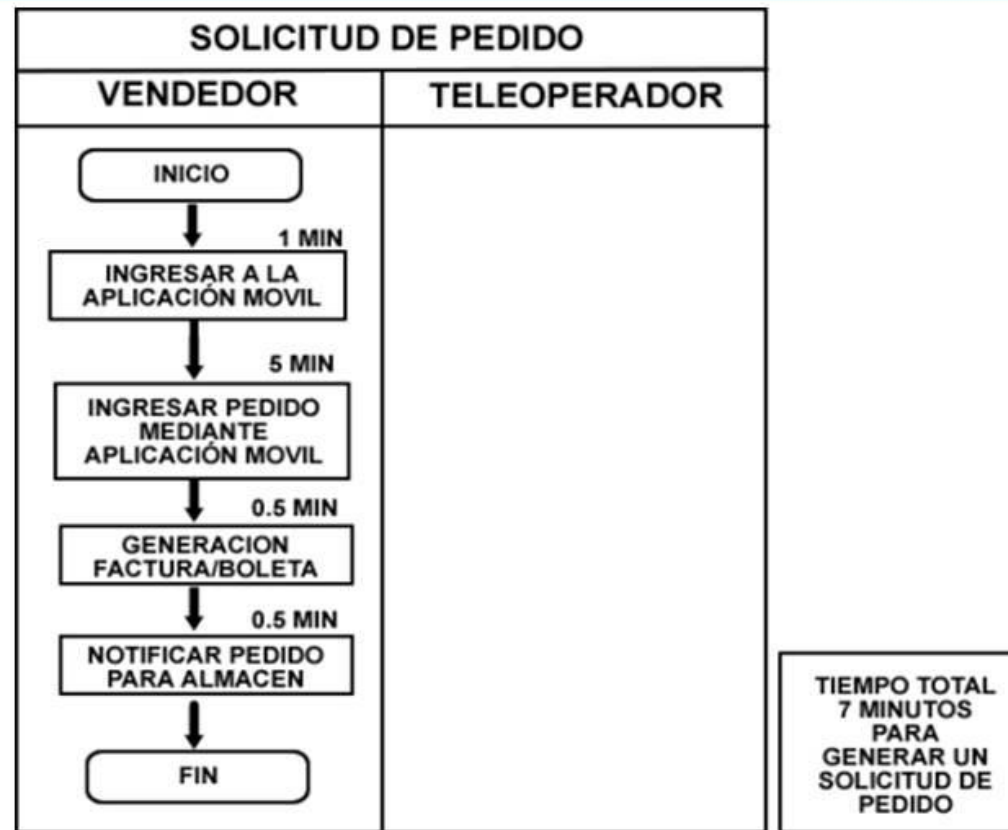 SOLICITUD DE PEDIDO
VENDEDOR
TELEOPERADOR
INICIO
1 MIN
INGRESAR A LA
APLICACIÓN MOVIL
5 MIN
INGRESAR PEDIDO
MEDIANTE
APLICACIÓN MOVIL
0.5 MIN
GENERACION
FACTURA/BOLETA
0.5 MIN
NOTIFICAR PEDIDO
PARA ALMACEN
FIN
TIEMPO TOTAL
7 MINUTOS
PARA
GENERAR UN
SOLICITUD DE
PEDIDO